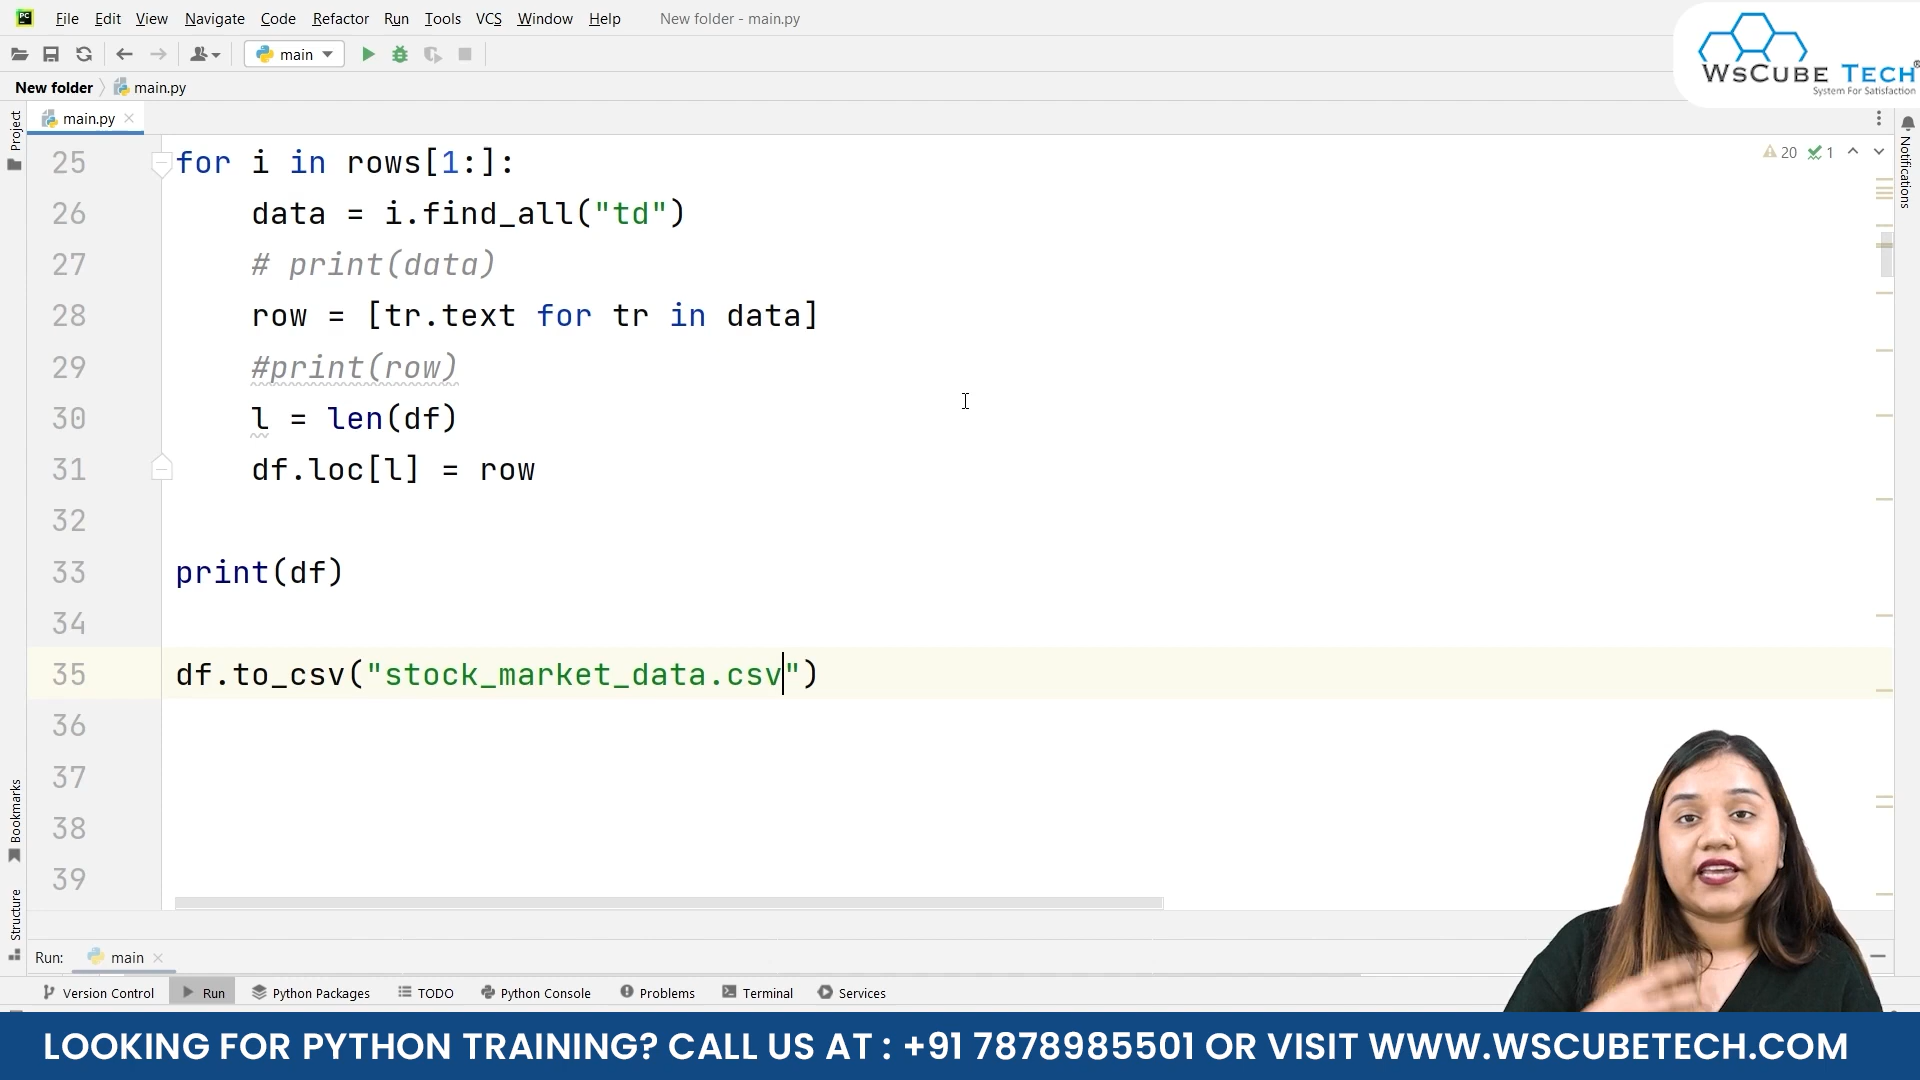 File Edit View Navigate Code Refactor Run Tools VCS Window Help New folder - main.py
main
WsCube Tech®
System For Satisfaction
New folder main.py
main.py
Project
Notifications
20 1
25 for i in rows[1:]:
26 data = i.find_all("td")
27 # print(data)
28 row = [tr.text for tr in data]
29 #print(row)
30 l = len(df)
31 df.loc[l] = row
32
33 print(df)
34
35 df.to_csv("stock_market_data.csv")
36
37
38
39
Bookmarks
Structure
Run: main
Version Control Run Python Packages TODO Python Console Problems Terminal Services
LOOKING FOR PYTHON TRAINING? CALL US AT : +91 7878985501 OR VISIT WWW.WSCUBETECH.COM